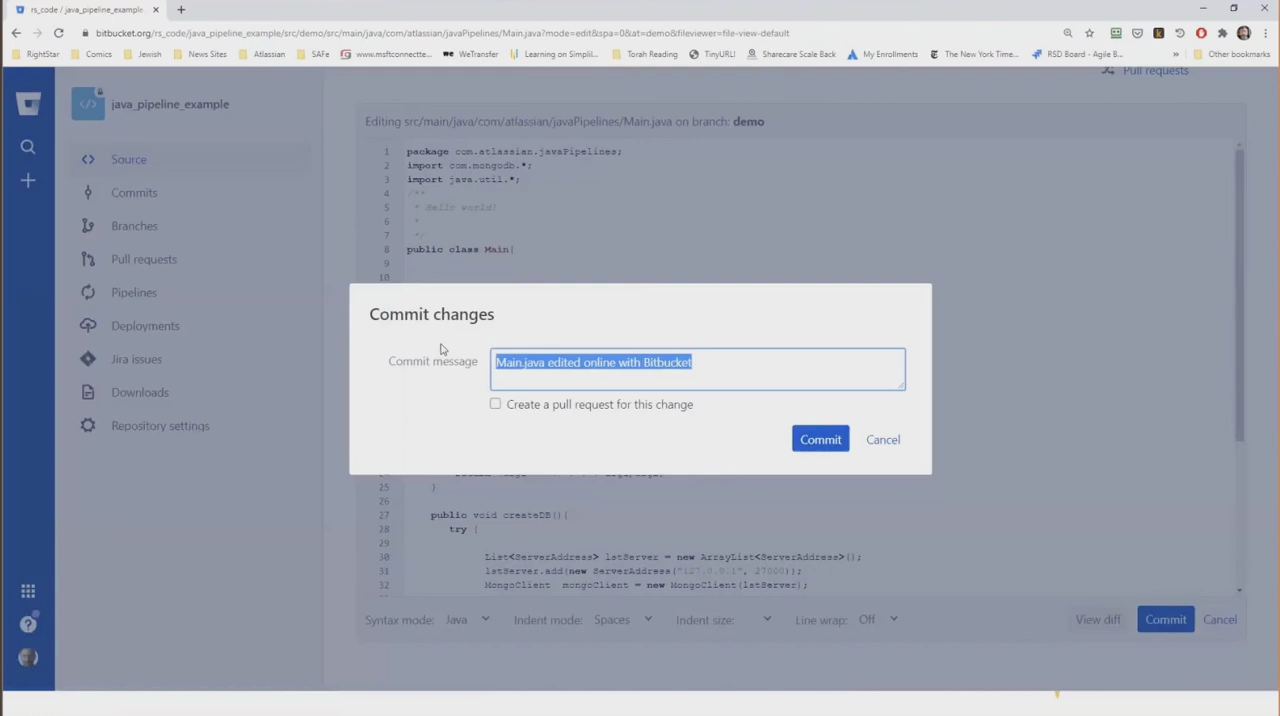 rs_code / java_pipeline_example
bitbucket.org/rs_code/java_pipeline_example/src/demo/src/main/java/com/atlassian/javaPipelines/Main.java?mode=edit&spa=0&at=demo&fileviewer=file-view-default
RightStar Comics Jewish News Sites Atlassian SAFe www.msftconnectte... WeTransfer Learning on Simplil... Torah Reading TinyURL! Sharecare Scale Back My Enrollments The New York Time... RSD Board - Agile B... » Other bookmarks
Pull requests
java_pipeline_example
Editing src/main/java/com/atlassian/javaPipelines/Main.java on branch: demo
Source
Commits
Branches
Pull requests
Pipelines
Deployments
Jira issues
Downloads
Repository settings
1 package com.atlassian.javaPipelines;
2 import com.mongodb.*;
3 import java.util.*;
4 /**
5 * Hello world!
6 *
7 */
8 public class Main{
9
10
Commit changes
Commit message
Main.java edited online with Bitbucket
Create a pull request for this change
Commit Cancel
25 }
26
27 public void createDB(){
28 try {
29
30 List<ServerAddress> lstServer = new ArrayList<ServerAddress>();
31 lstServer.add(new ServerAddress("127.0.0.1", 27000));
32 MongoClient mongoClient = new MongoClient(lstServer);
Syntax mode: Java Indent mode: Spaces Indent size: Line wrap: Off View diff Commit Cancel